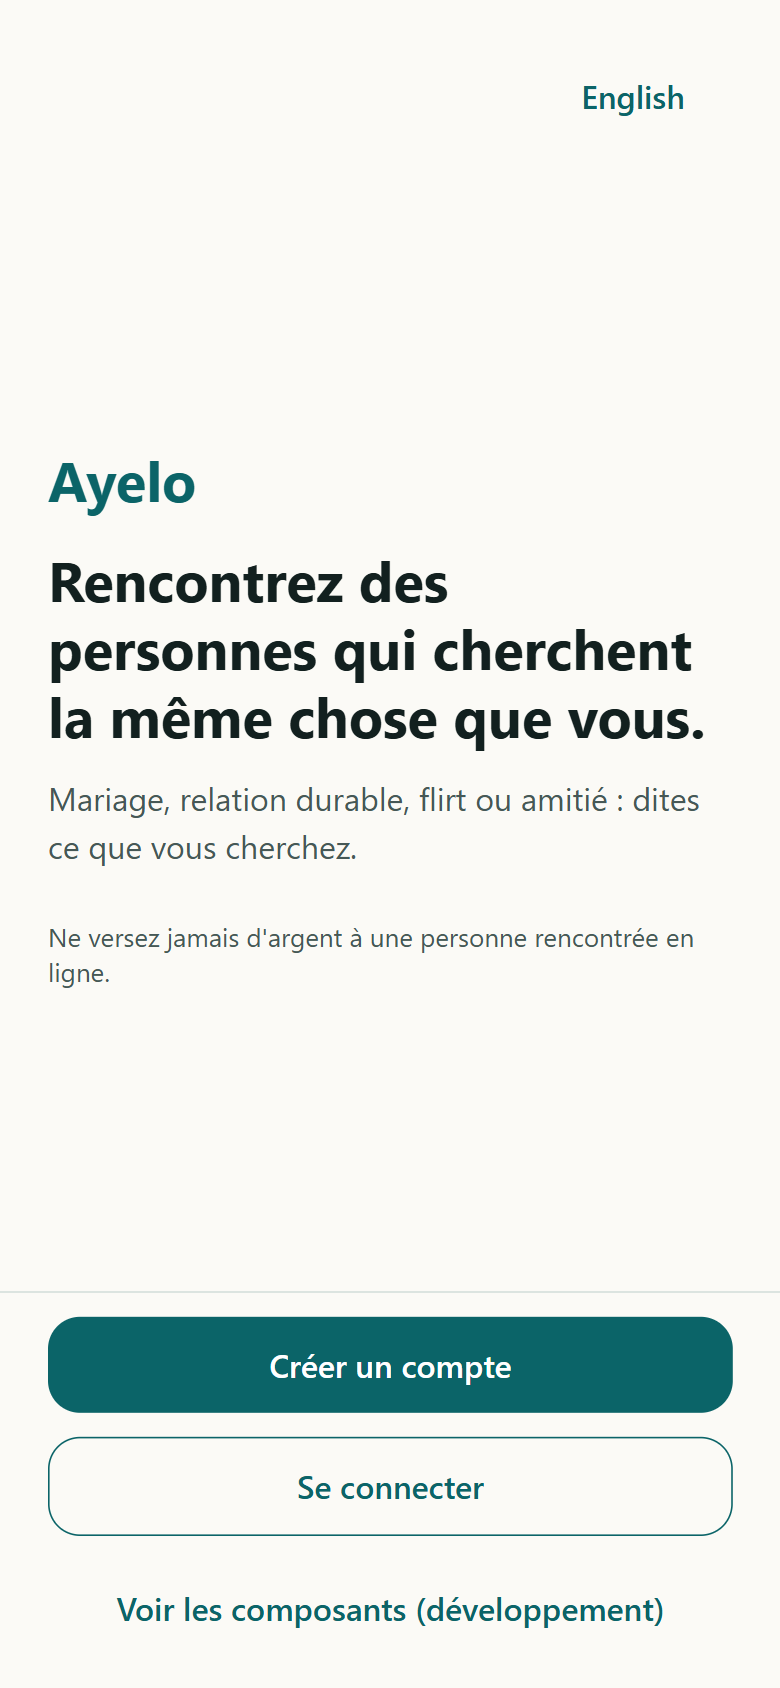 English
Ayelo
Rencontrez des
personnes qui cherchent
la même chose que vous.
Mariage, relation durable, flirt ou amitié : dites
ce que vous cherchez.
Ne versez jamais d'argent à une personne rencontrée en
ligne.
Créer un compte
Se connecter
Voir les composants (développement)